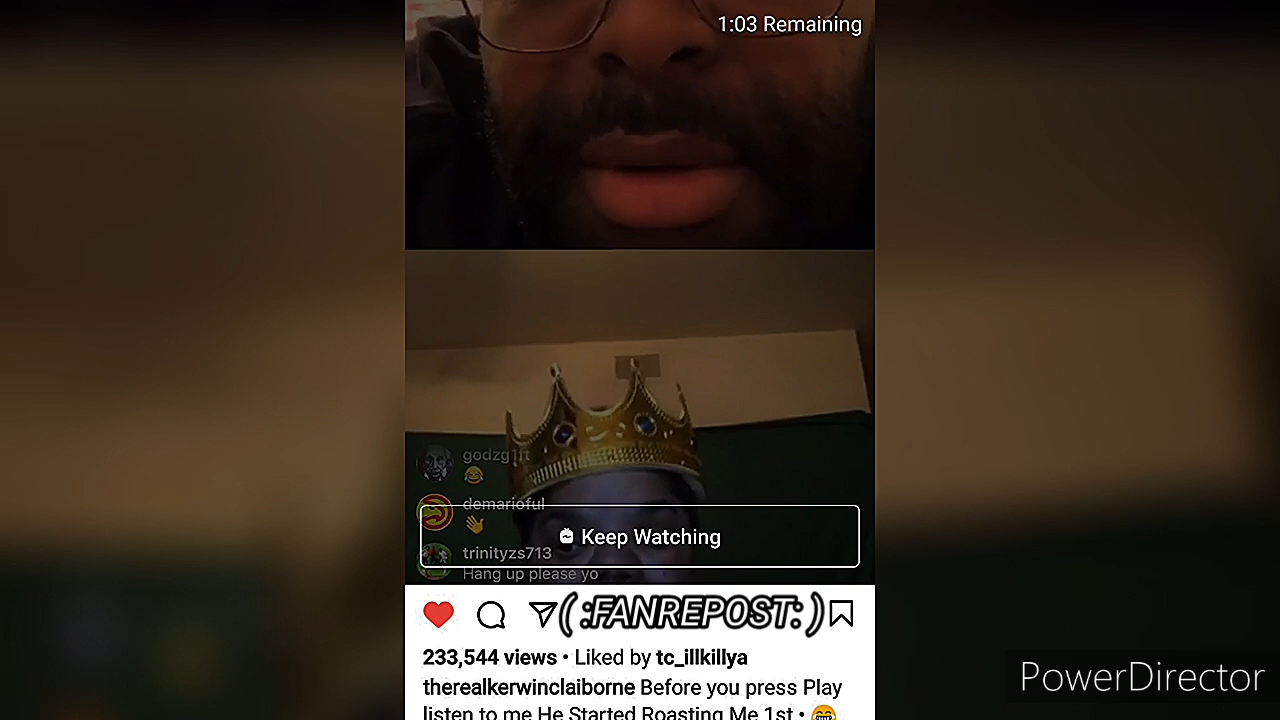 1:03 Remaining
godzg1ft
😂
demarioful
👋
Keep Watching
trinityzs713
Hang up please yo
(:FANREPOST:)
233,544 views • Liked by tc_illkillya
therealkerwinclaiborne Before you press Play
listen to me He Started Roasting Me 1st • 😂
PowerDirector